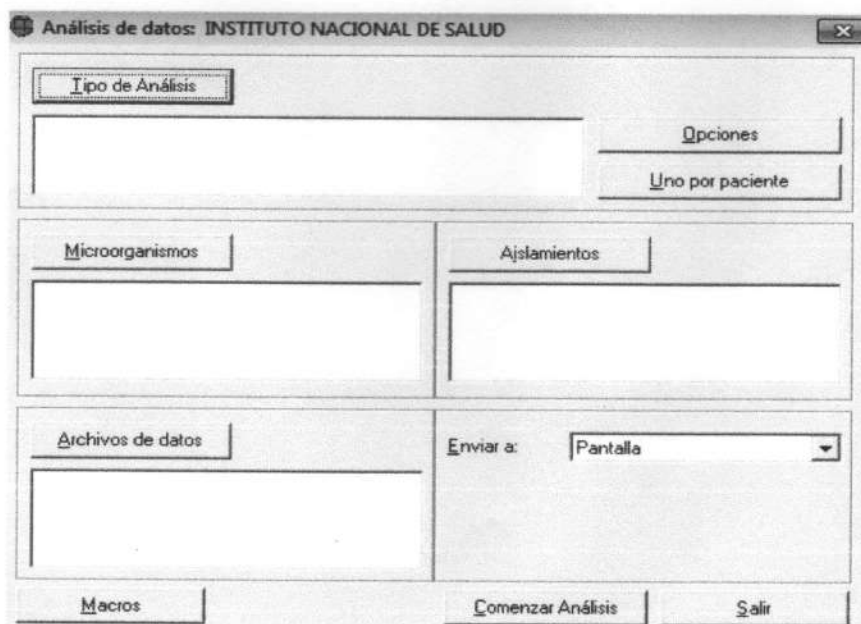 Análisis de datos: INSTITUTO NACIONAL DE SALUD
Tipo de Análisis
Opciones
Uno por paciente
Microorganismos
Aislamientos
Archivos de datos
Enviar a: Pantalla
Macros
Comenzar Análisis
Salir